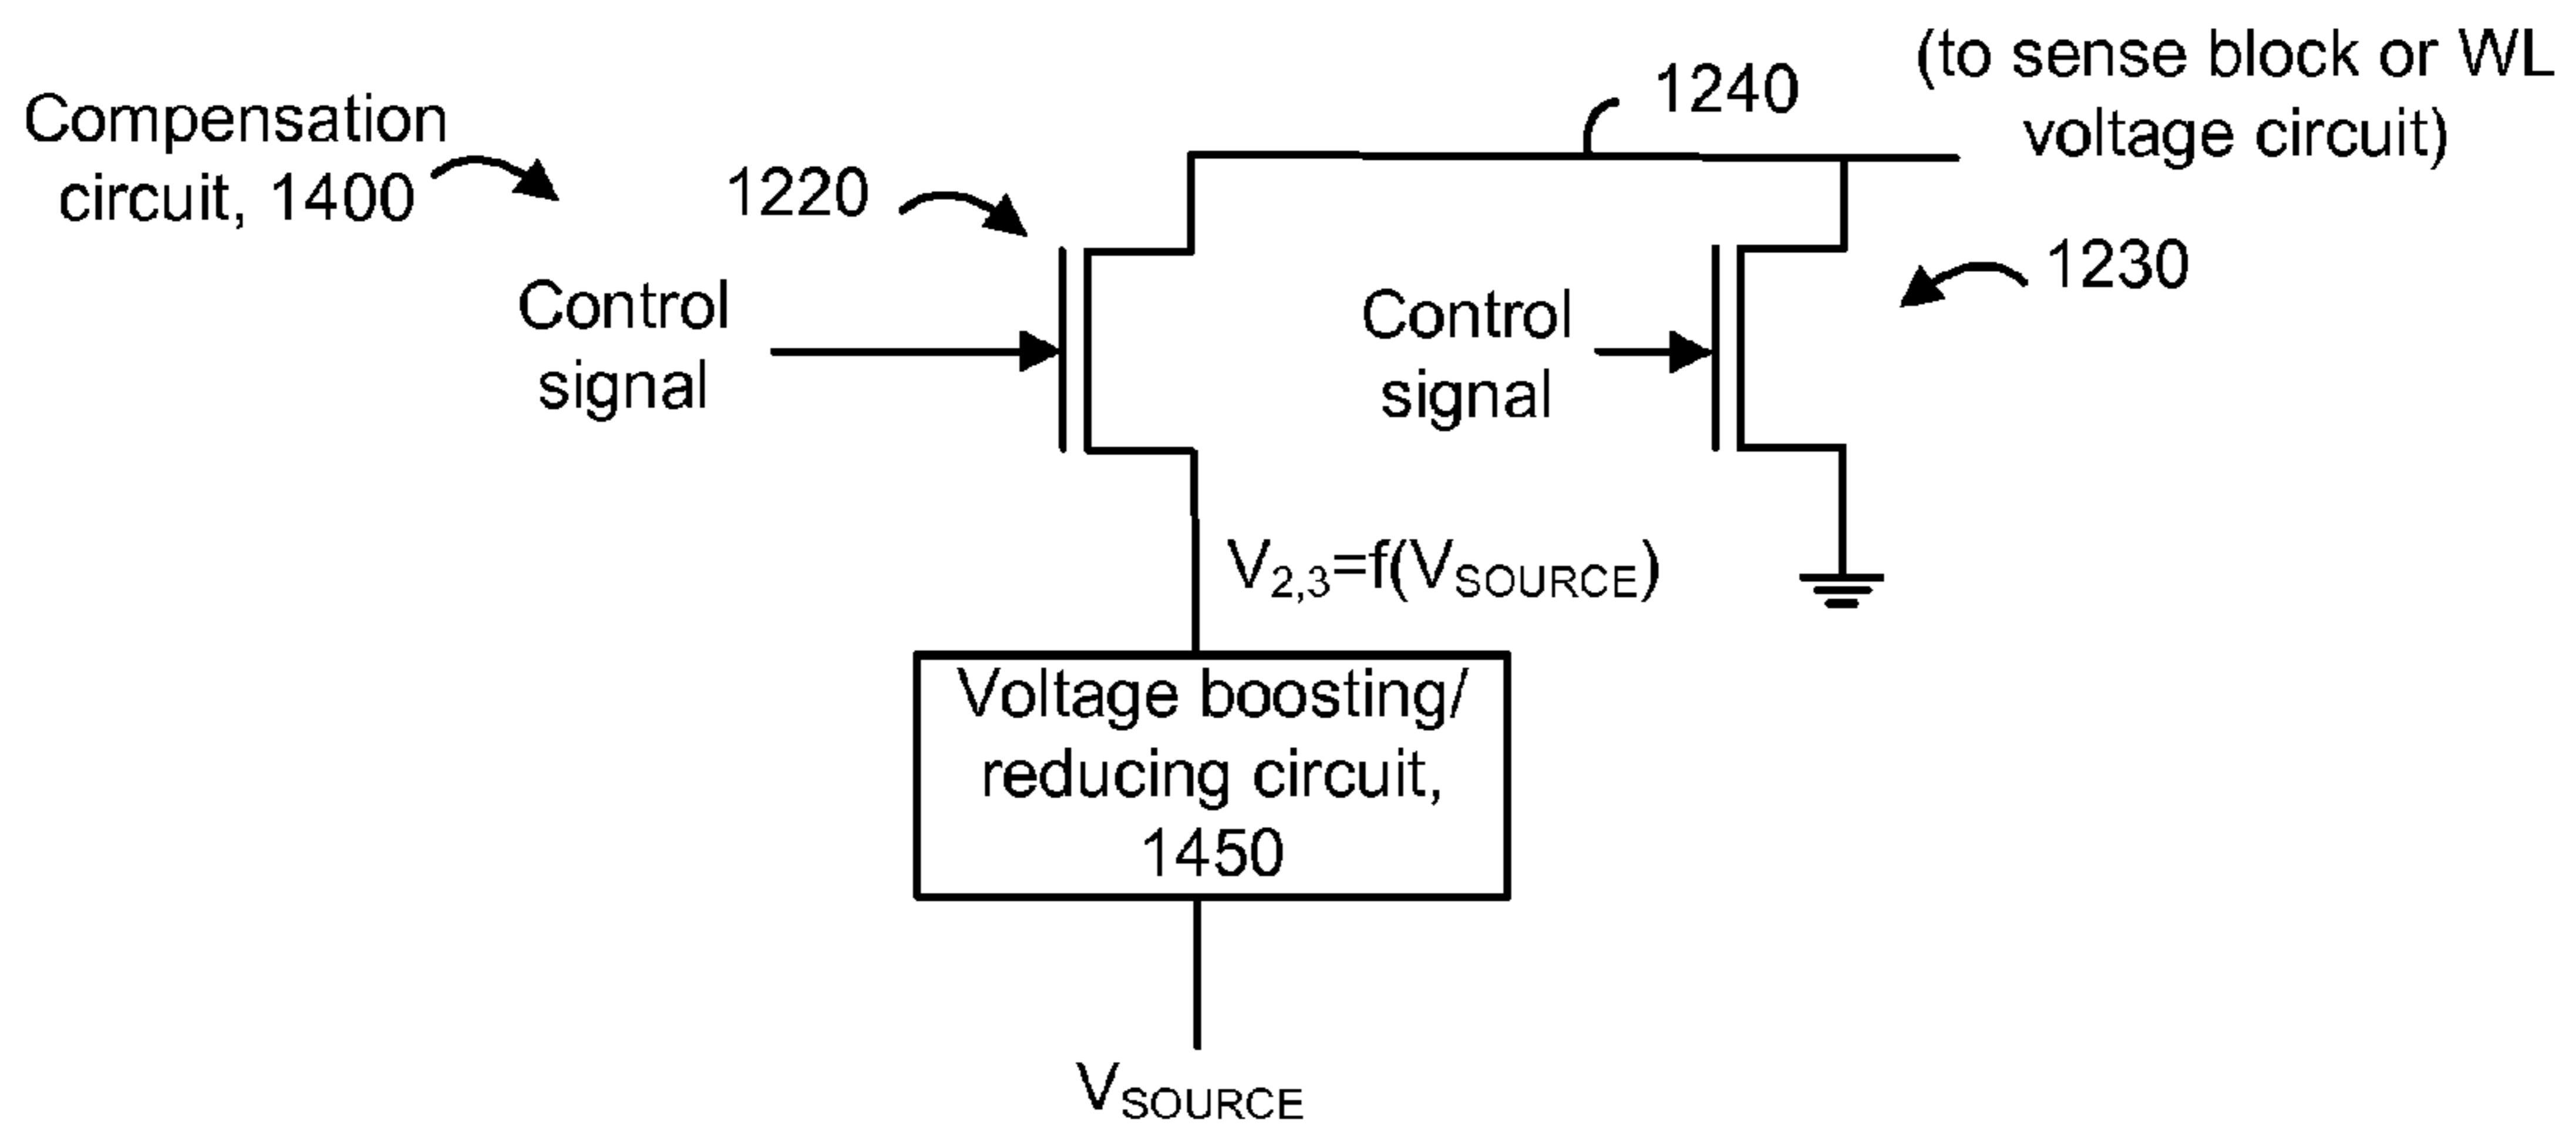 Compensation
circuit, 1400
1220
1240
(to sense block or WL
voltage circuit)
1230
Control
signal
Control
signal
V2,3=f(VSOURCE)
Voltage boosting/
reducing circuit,
1450
VSOURCE